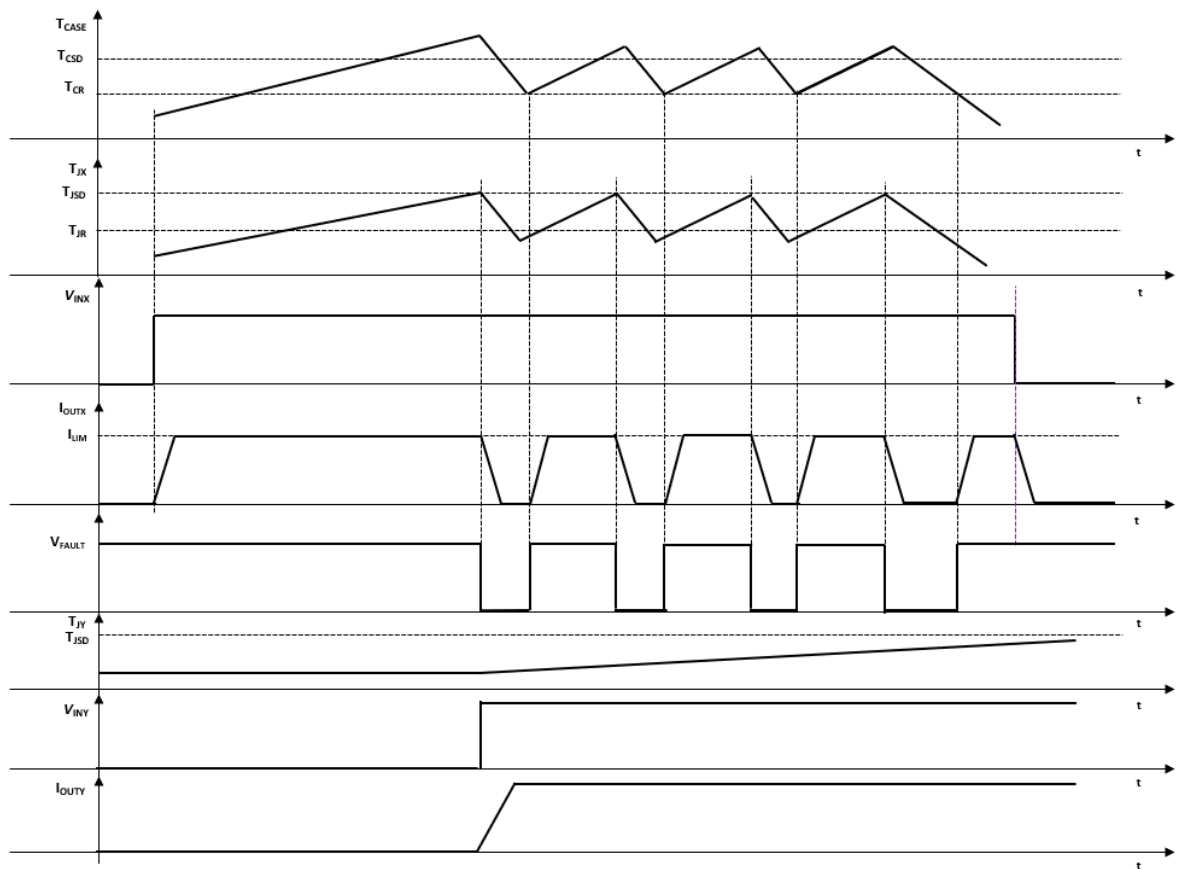 TCASE
TCSD
TCR
t
TJX
TJSD
TJR
t
VINX
t
IOUTX
ILIM
t
VFAULT
t
TJY
TJSD
t
VINY
t
IOUTY
t